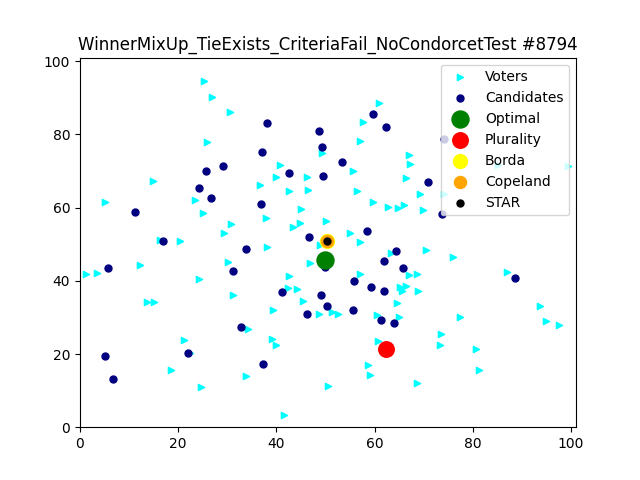 WinnerMixUp_TieExists_CriteriaFail_NoCondorcetTest #8794
100
80
60
40
20
0
0 20 40 60 80 100
Voters
Candidates
Optimal
Plurality
Borda
Copeland
STAR